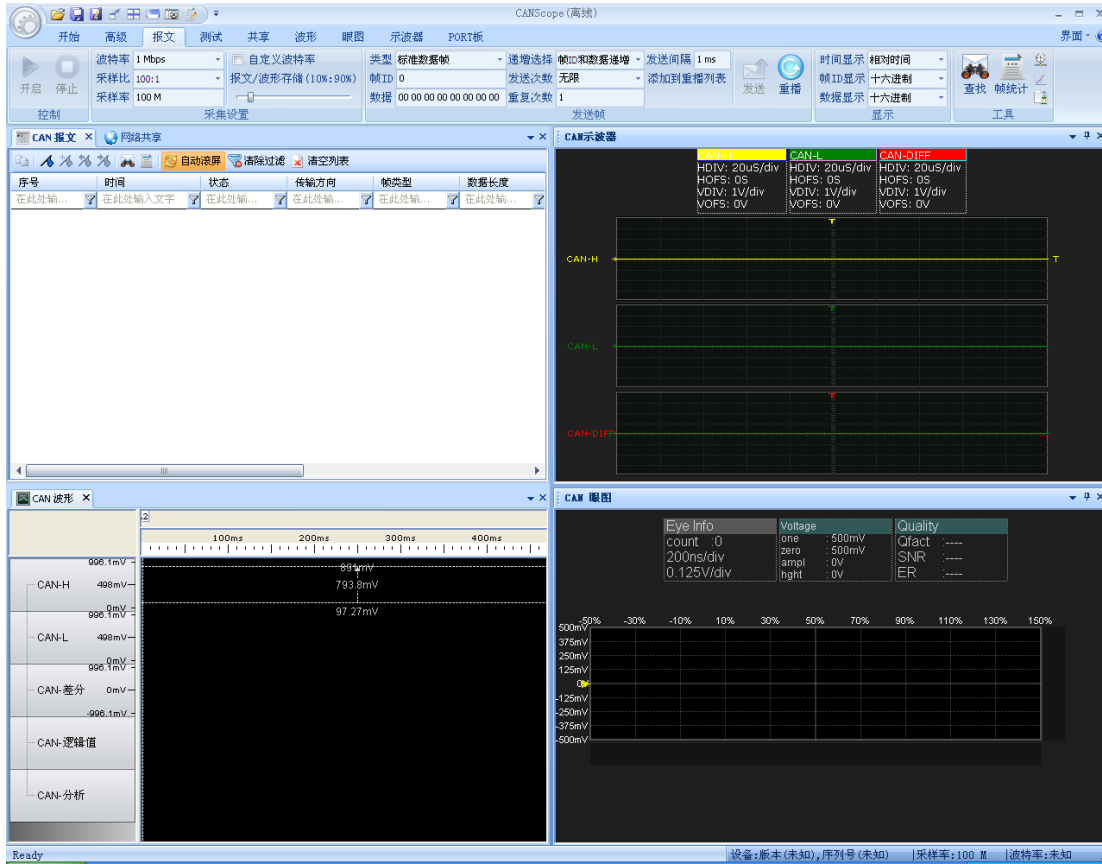 CANScope(离线)
开始 高级 报文 测试 共享 波形 眼图 示波器 PORT板 界面
波特率 1 Mbps 自定义波特率 类型 标准数据帧 递增选择 帧ID和数据递增 发送间隔 1 ms 时间显示 相对时间
采样比 100:1 报文/波形存储(10%:90%) 帧ID 0 发送次数 无限 添加到重播列表 帧ID显示 十六进制
采样率 100 M 数据 00 00 00 00 00 00 00 00 重复次数 1 数据显示 十六进制
开启 停止 发送 重播 查找 帧统计
控制 采集设置 发送帧 显示 工具
CAN 报文 网络共享
自动滚屏 清除过滤 清空列表
序号 时间 状态 传输方向 帧类型 数据长度
在此处输... 在此处输入文字 在此处输... 在此处输... 在此处输... 在此处输...
CAN示波器
CAN-H CAN-L CAN-DIFF
HDIV: 20uS/div HDIV: 20uS/div HDIV: 20uS/div
HOFS: 0S HOFS: 0S HOFS: 0S
VDIV: 1V/div VDIV: 1V/div VDIV: 1V/div
VOFS: 0V VOFS: 0V VOFS: 0V
T
CAN-H T
T
CAN-L
T
CAN-DIFF
CAN 波形
100ms 200ms 300ms 400ms
996.1mV 891mV
CAN-H 498mV 793.8mV
0mV 97.27mV
996.1mV
CAN-L 498mV
0mV
996.1mV
CAN-差分 0mV
-996.1mV
CAN-逻辑值
CAN-分析
CAN 眼图
Eye Info Voltage Quality
count :0 one : 500mV Qfact :----
200ns/div zero : 500mV SNR :----
0.125V/div ampl : 0V ER :----
hght : 0V
-50% -30% -10% 10% 30% 50% 70% 90% 110% 130% 150%
500mV
375mV
250mV
125mV
-125mV
-250mV
-375mV
-500mV
Ready 设备:版本(未知),序列号(未知) |采样率:100 M |波特率:未知